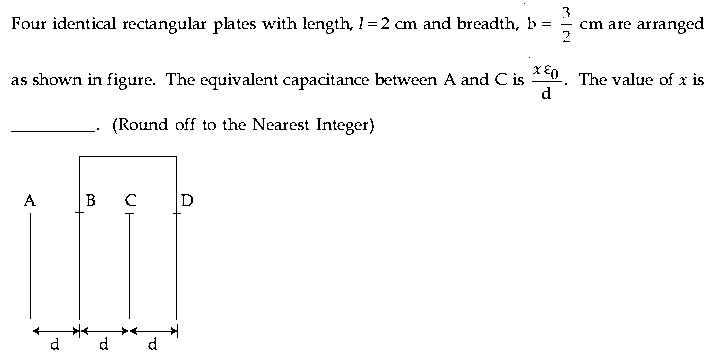 Four identical rectangular plates with length, l = 2 cm and breadth, b = 3/2 cm are arranged
as shown in figure. The equivalent capacitance between A and C is xε₀/d. The value of x is
__________. (Round off to the Nearest Integer)
A B C D
d d d